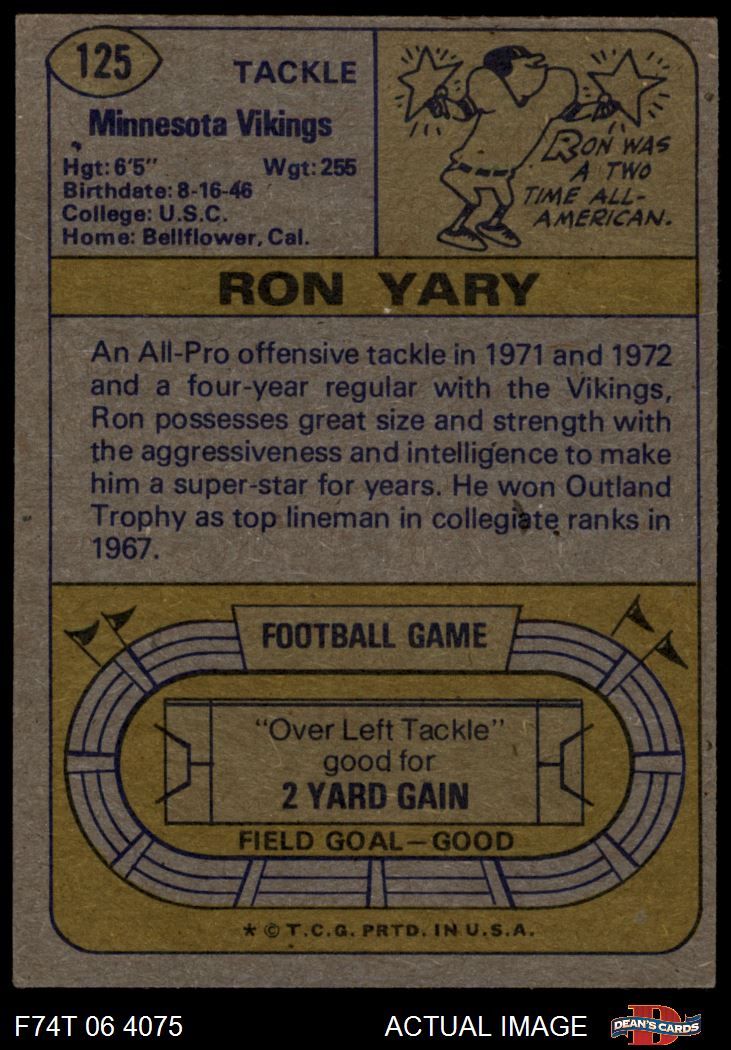 125
TACKLE
Minnesota Vikings
Hgt: 6'5" Wgt: 255
Birthdate: 8-16-46
College: U.S.C.
Home: Bellflower, Cal.
RON WAS
A TWO
TIME ALL-
AMERICAN.
RON YARY
An All-Pro offensive tackle in 1971 and 1972
and a four-year regular with the Vikings,
Ron possesses great size and strength with
the aggressiveness and intelligence to make
him a super-star for years. He won Outland
Trophy as top lineman in collegiate ranks in
1967.
FOOTBALL GAME
"Over Left Tackle"
good for
2 YARD GAIN
FIELD GOAL—GOOD
* © T.C.G. PRTD. IN U.S.A.
F74T 06 4075 ACTUAL IMAGE
DEAN'S CARDS